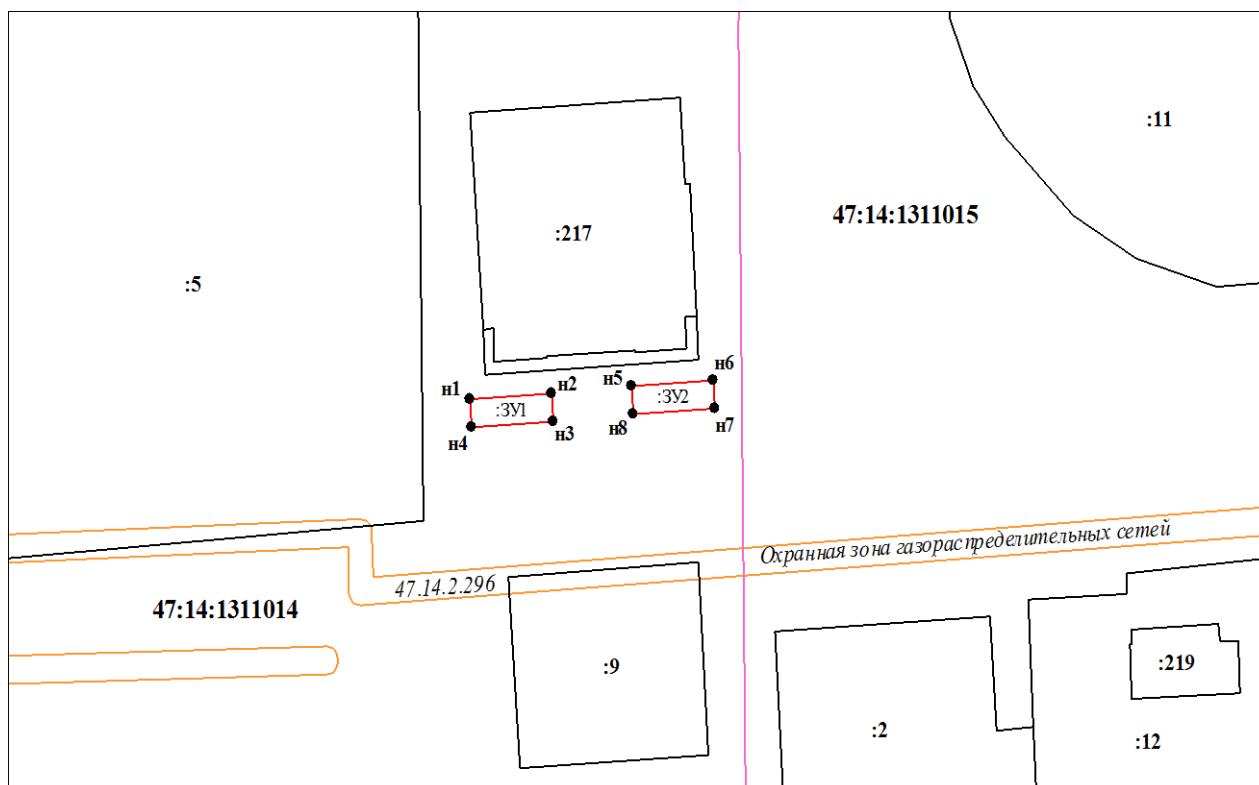 :11
47:14:1311015
:217
:5
н6
н2
н5
н1
:ЗУ1
:ЗУ2
н3
н7
н8
н4
Охранная зона газораспределительных сетей
47.14.2.296
47:14:1311014
:9
:219
:2
:12